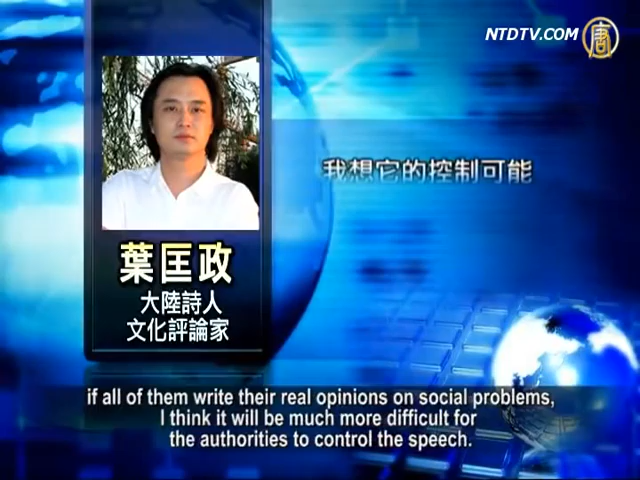 NTDTV.COM 唐
我想它的控制可能
葉匡政
大陸詩人
文化評論家
if all of them write their real opinions on social problems,
I think it will be much more difficult for
the authorities to control the speech.